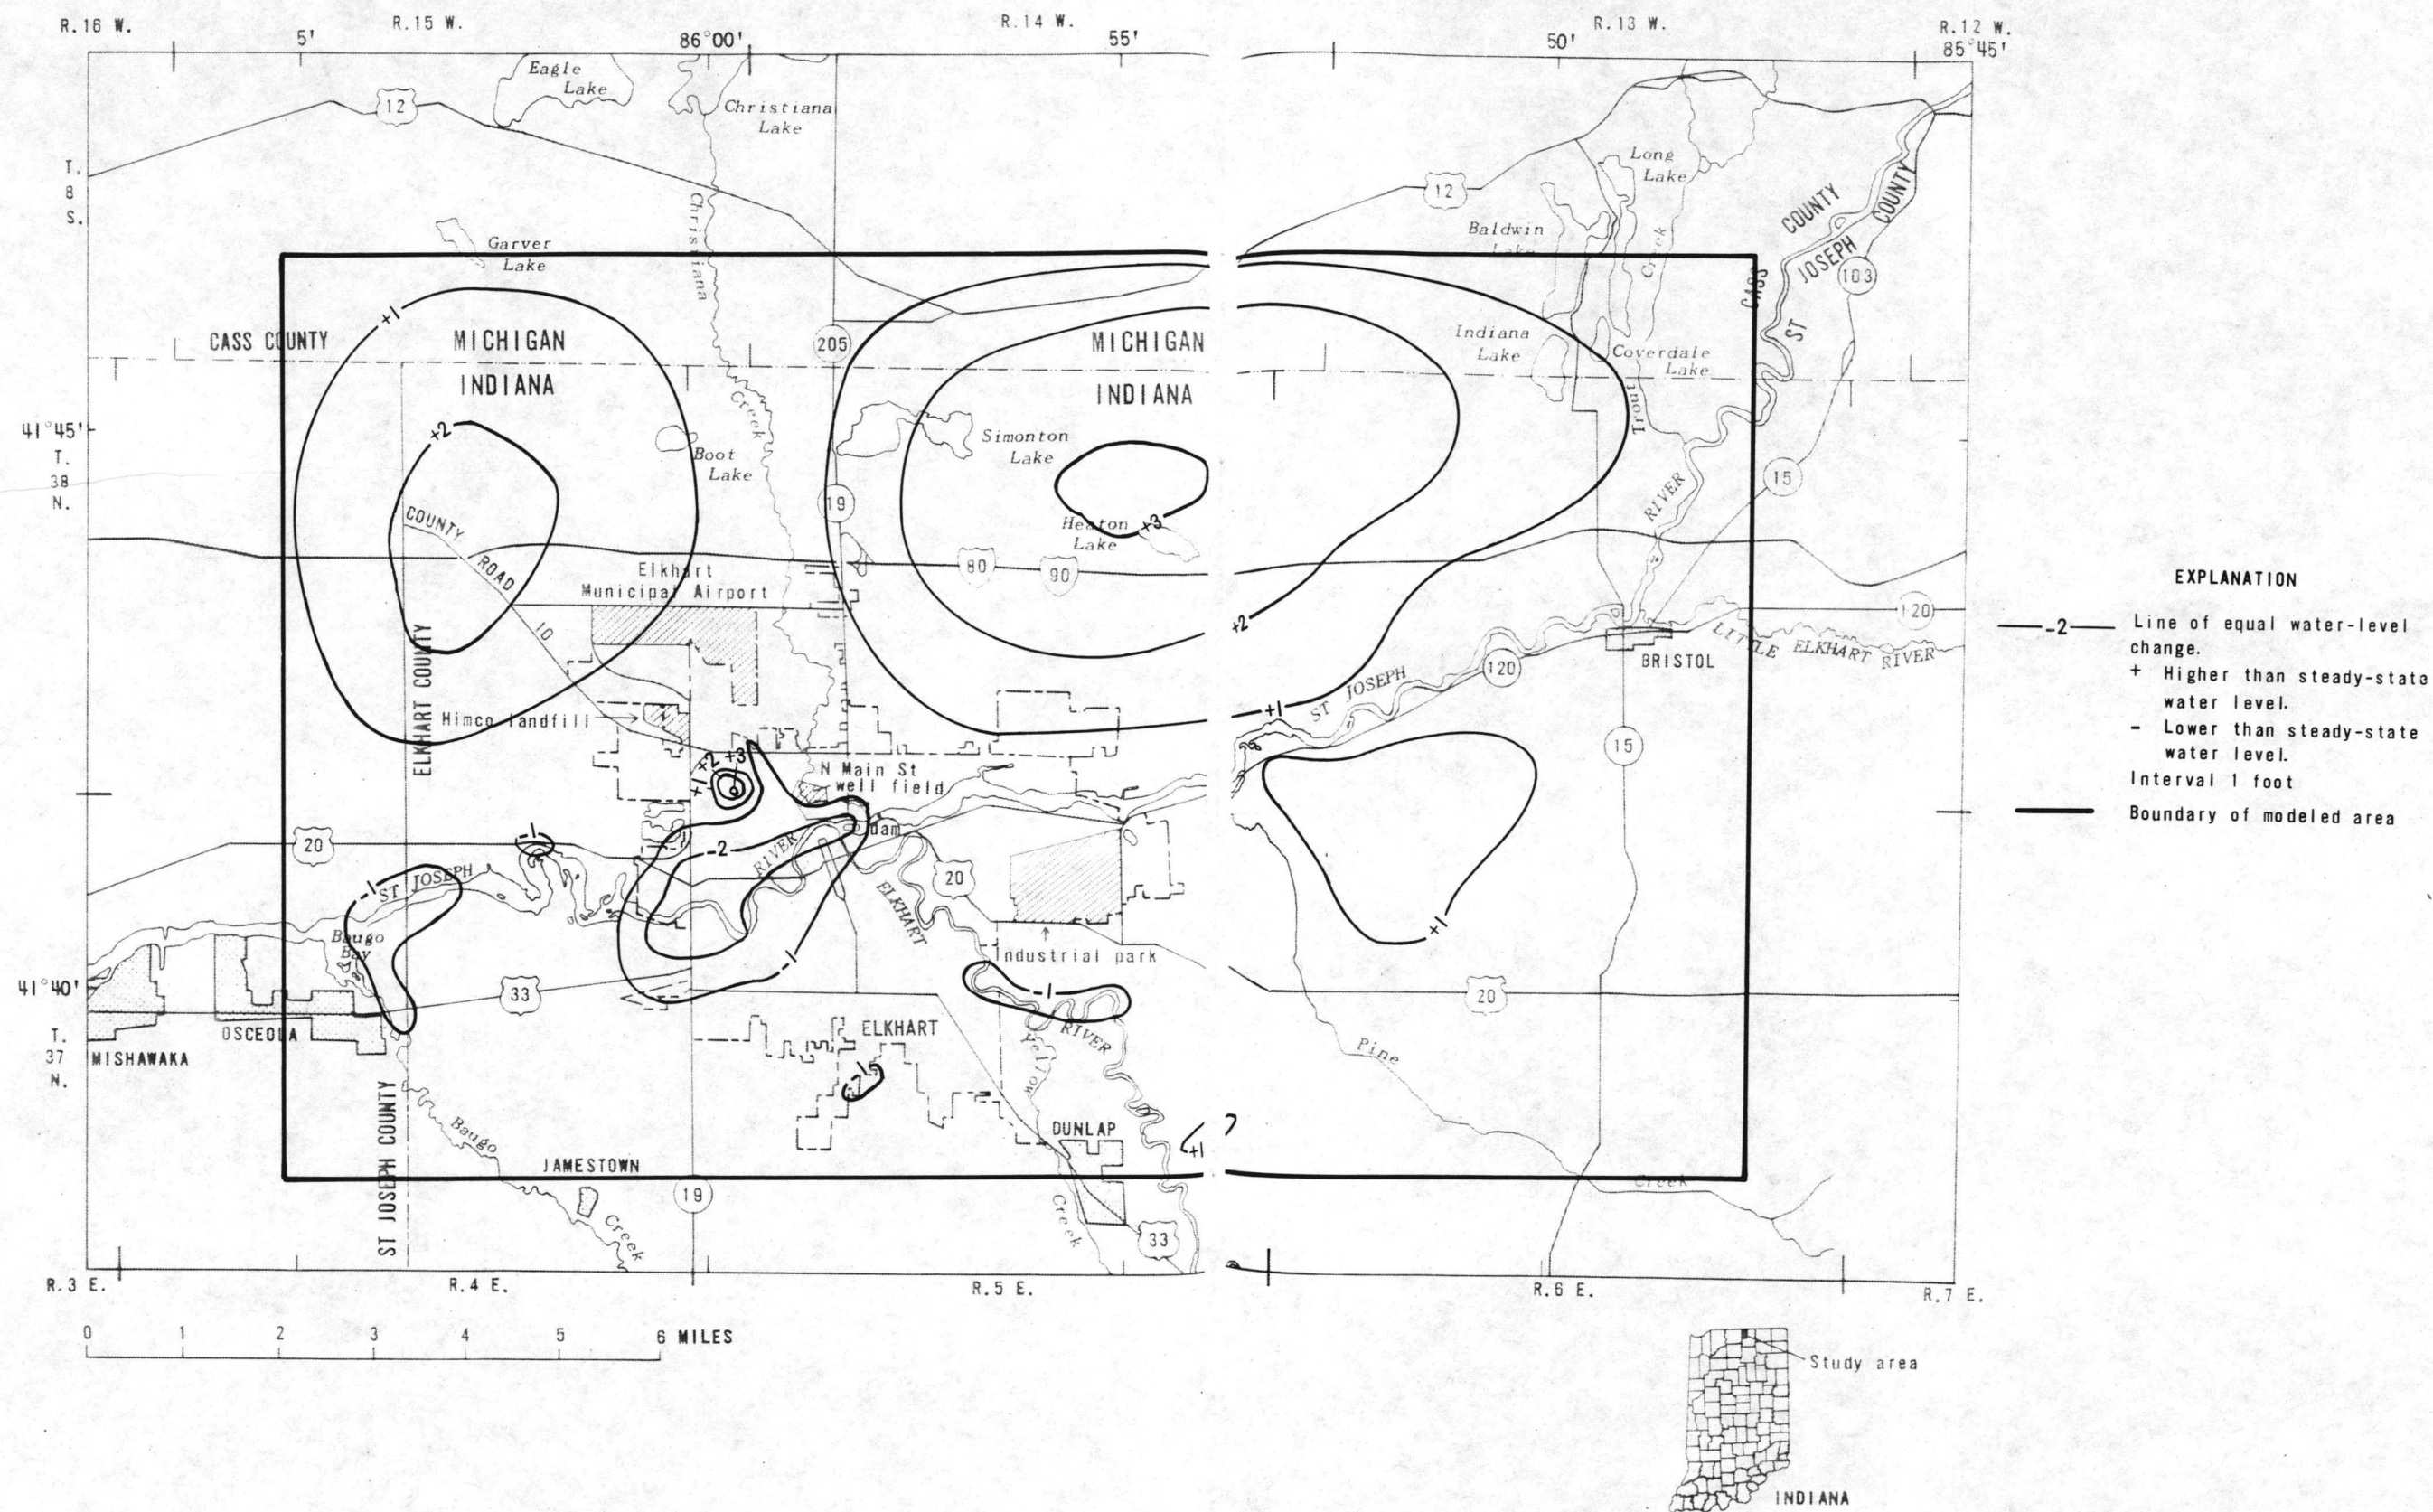 R.16 W.
R.15 W.
R.14 W.
R.13 W.
R.12 W.
5'
86°00'
55'
50'
85°45'
Eagle
Lake
12
Christiana
Lake
T.
8
S.
Long
Lake
12
COUNTY
COUNTY
Christiana
Baldwin
Lake
Creek
CASS
ST
JOSEPH
103
Garver
Lake
+1
CASS COUNTY
MICHIGAN
205
MICHIGAN
Indiana
Lake
Coverdale
Lake
INDIANA
INDIANA
Creek
Trout
41°45'
T.
38
N.
+2
Boot
Lake
Simonton
Lake
19
15
RIVER
COUNTY
ROAD
10
Heaton
Lake
+3
80
90
Elkhart
Municipal Airport
+2
120
LITTLE ELKHART RIVER
BRISTOL
ELKHART COUNTY
Himco landfill
ST JOSEPH
120
+1
15
+1
+2
+3
N Main St
well field
dam
20
-1
-2
RIVER
ST JOSEPH
-1
20
ELKHART
+1
Baugo
Bay
Industrial park
-1
41°40'
33
-1
20
OSCEOLA
MISHAWAKA
ELKHART
RIVER
Yellow
Pine
T.
37
N.
-1
ST JOSEPH COUNTY
Baugo
DUNLAP
+1
JAMESTOWN
19
Creek
Creek
Creek
33
R.3 E.
R.4 E.
R.5 E.
R.6 E.
R.7 E.
0 1 2 3 4 5 6 MILES
EXPLANATION
-2 Line of equal water-level
change.
+ Higher than steady-state
water level.
- Lower than steady-state
water level.
Interval 1 foot
Boundary of modeled area
Study area
INDIANA